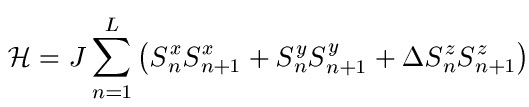 $\mathcal{H} = J \sum_{n=1}^{L} \left( S_n^x S_{n+1}^x + S_n^y S_{n+1}^y + \Delta S_n^z S_{n+1}^z \right)$